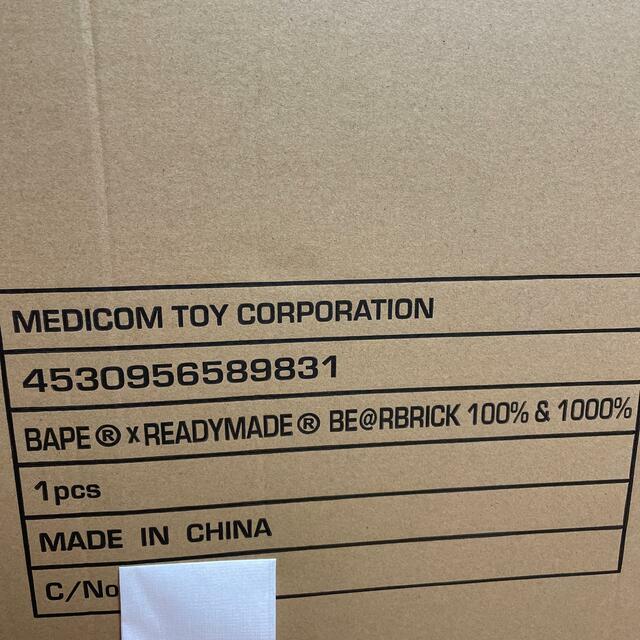 MEDICOM TOY CORPORATION
4530956589831
BAPE® X READYMADE® BE@RBRICK 100% & 1000%
1pcs
MADE IN CHINA
C/No